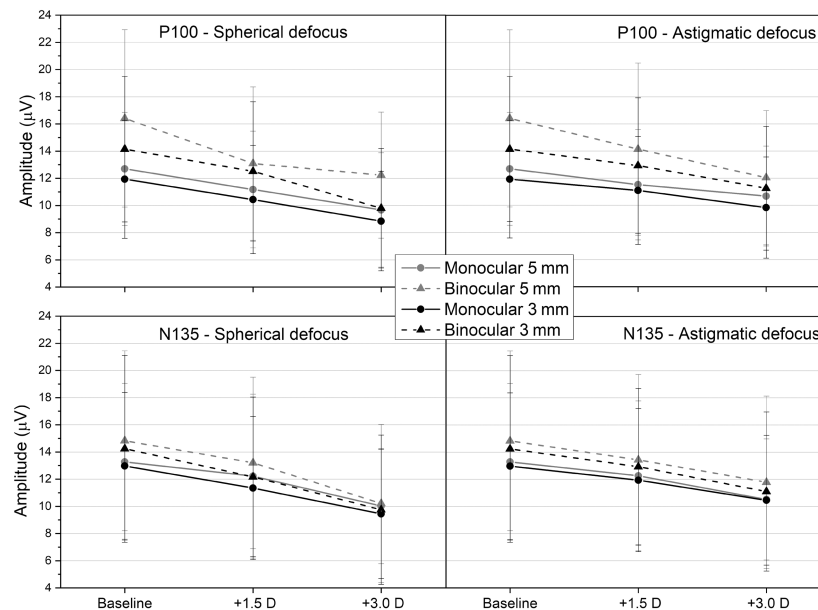 P100 - Spherical defocus
P100 - Astigmatic defocus
Amplitude (μV)
24
22
20
18
16
14
12
10
8
6
4
Monocular 5 mm
Binocular 5 mm
Monocular 3 mm
Binocular 3 mm
N135 - Spherical defocus
N135 - Astigmatic defocus
Amplitude (μV)
24
22
20
18
16
14
12
10
8
6
4
Baseline +1.5 D +3.0 D Baseline +1.5 D +3.0 D